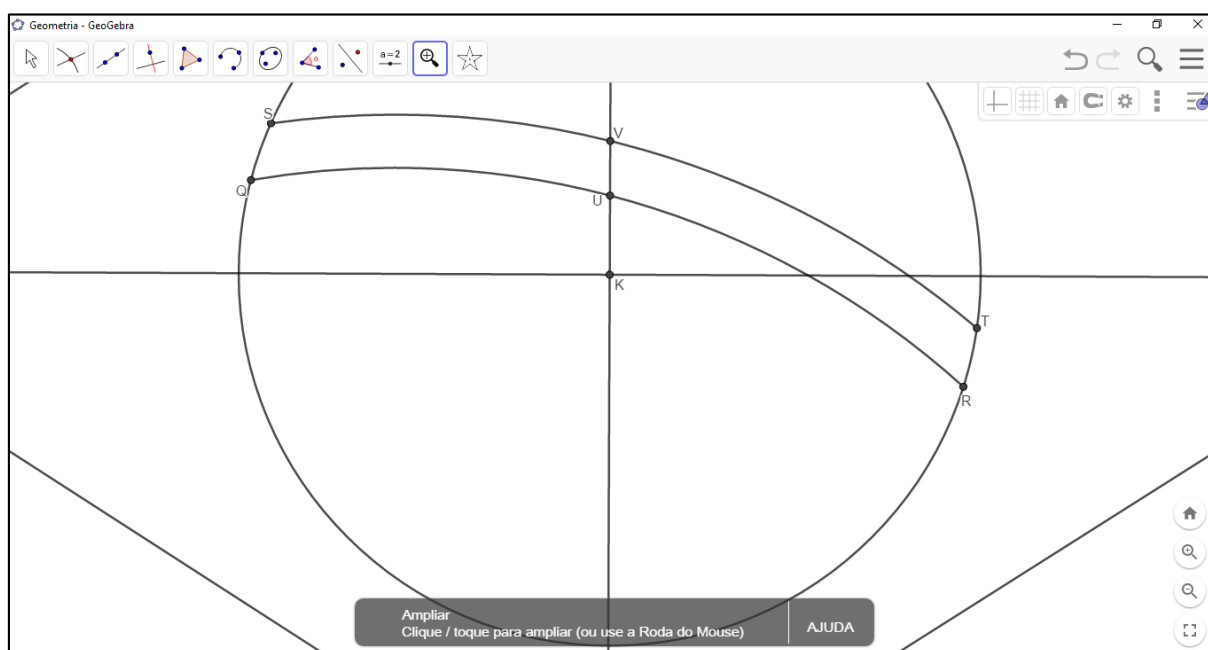 Geometria - GeoGebra
a=2
S
V
Q
U
K
T
R
Ampliar
Clique / toque para ampliar (ou use a Roda do Mouse)
AJUDA